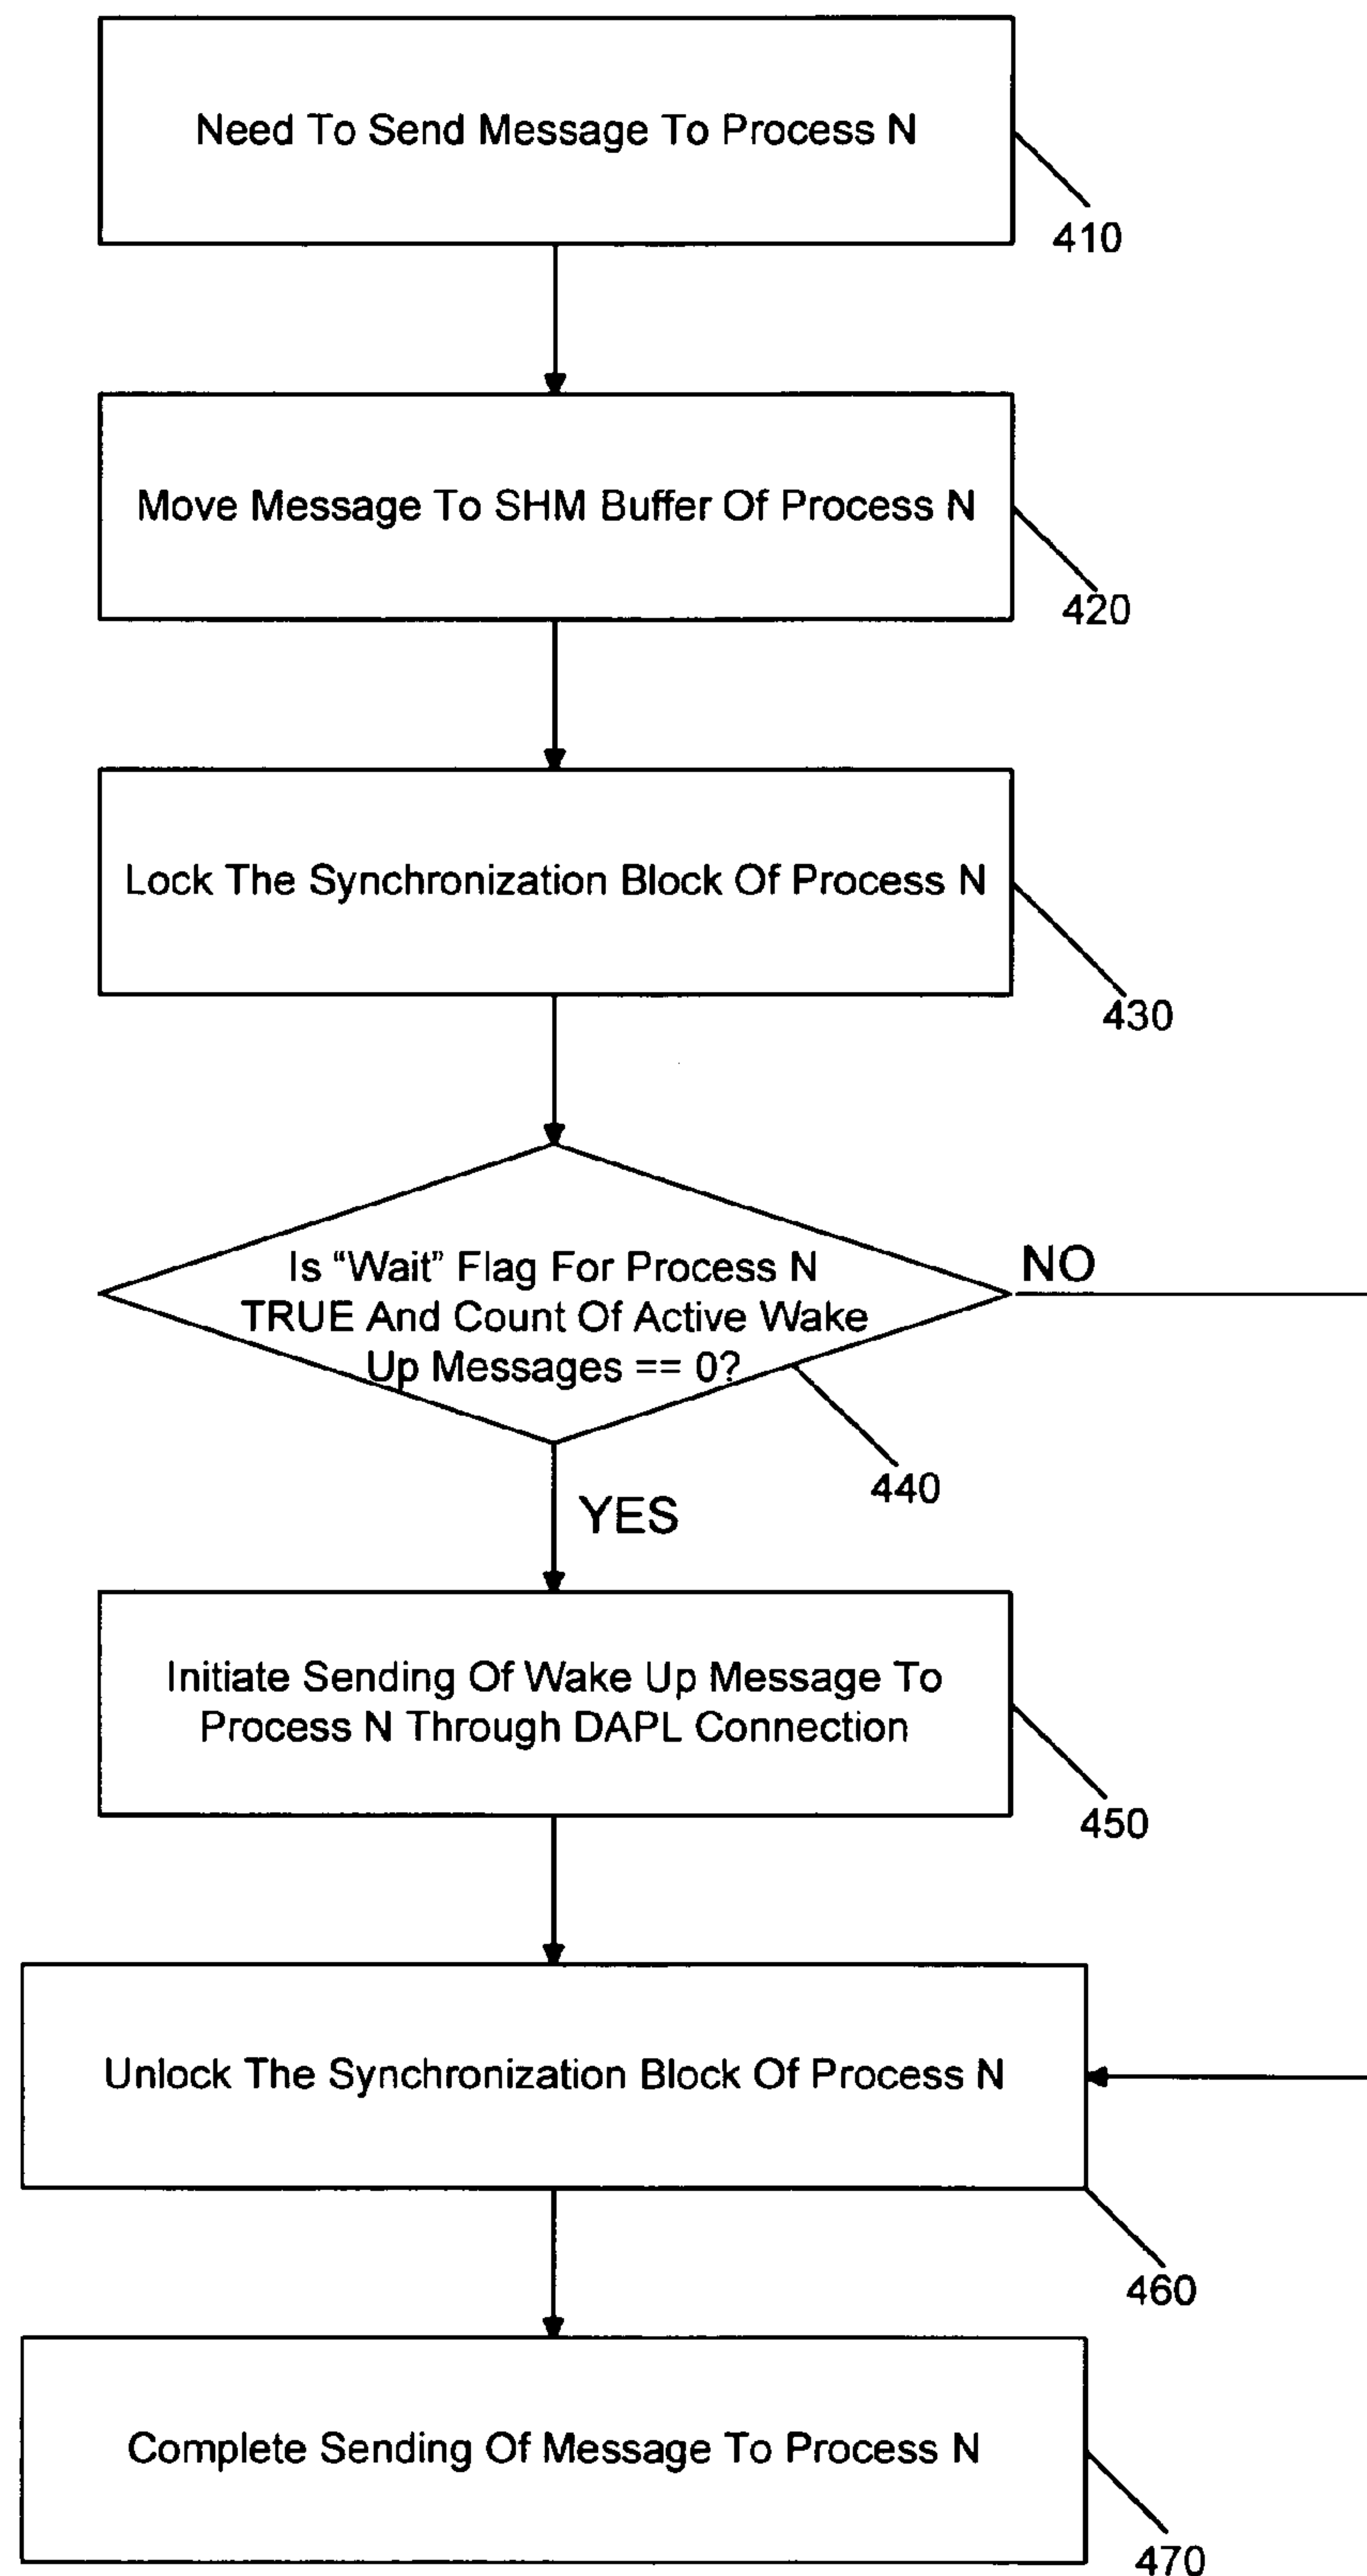 Need To Send Message To Process N
410
Move Message To SHM Buffer Of Process N
420
Lock The Synchronization Block Of Process N
430
Is “Wait” Flag For Process N
TRUE And Count Of Active Wake
Up Messages == 0?
NO
440
YES
Initiate Sending Of Wake Up Message To
Process N Through DAPL Connection
450
Unlock The Synchronization Block Of Process N
460
Complete Sending Of Message To Process N
470